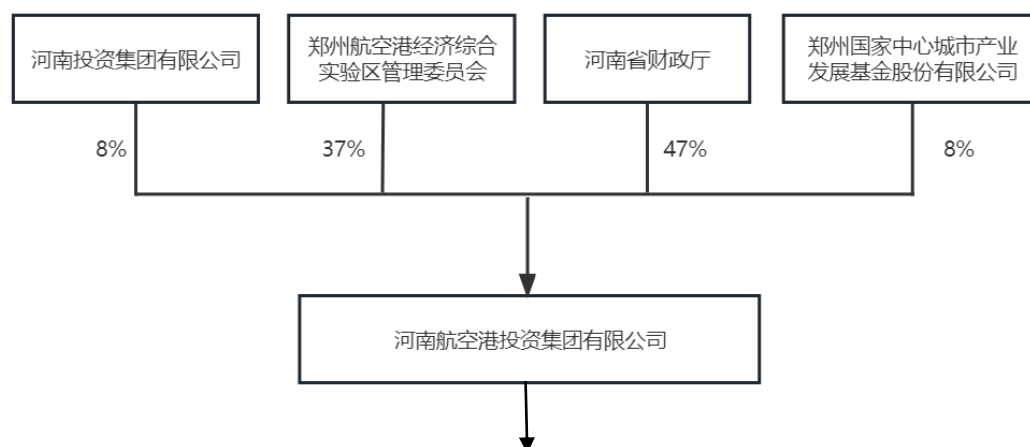 河南投资集团有限公司
郑州航空港经济综合
实验区管理委员会
河南省财政厅
郑州国家中心城市产业
发展基金股份有限公司
8%
37%
47%
8%
河南航空港投资集团有限公司